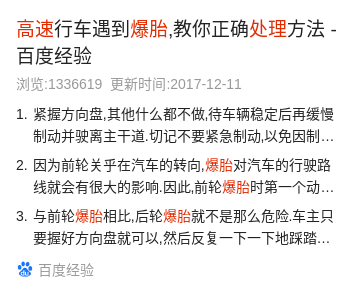 高速行车遇到爆胎,教你正确处理方法 -
百度经验
浏览:1336619 更新时间:2017-12-11
1. 紧握方向盘,其他什么都不做,待车辆稳定后再缓慢
制动并驶离主干道.切记不要紧急制动,以免因制…
2. 因为前轮关乎在汽车的转向,爆胎对汽车的行驶路
线就会有很大的影响.因此,前轮爆胎时第一个动…
3. 与前轮爆胎相比,后轮爆胎就不是那么危险.车主只
要握好方向盘就可以,然后反复一下一下地踩踏…
百度经验